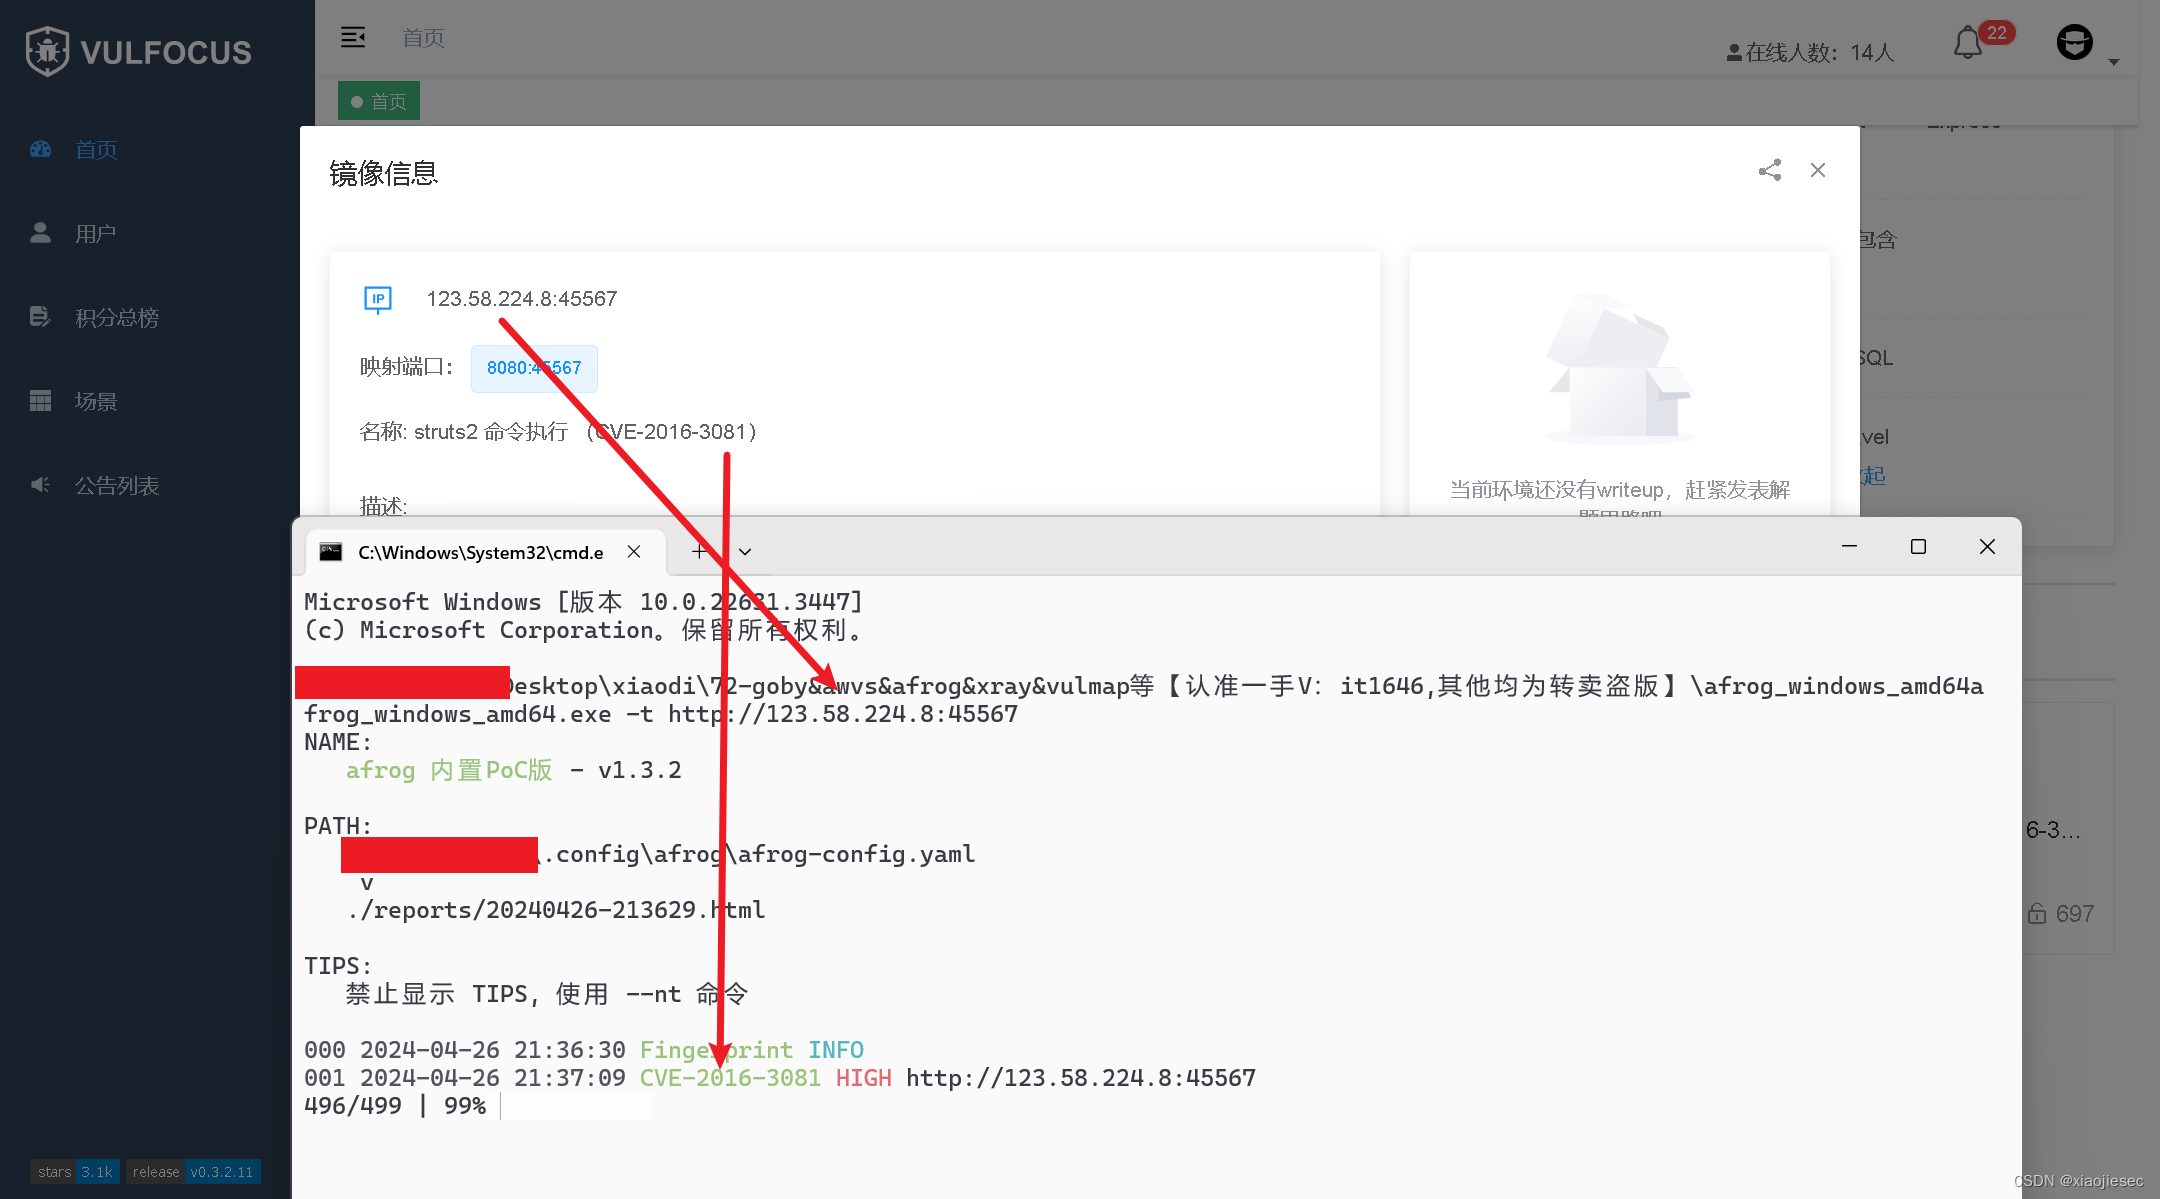 VULFOCUS
首页
在线人数：14人
22
首页
首页
用户
积分总榜
场景
公告列表
镜像信息
IP
123.58.224.8:45567
映射端口：
8080:45567
名称: struts2 命令执行 （CVE-2016-3081）
描述:
当前环境还没有writeup，赶紧发表解
包含
SQL
vel
起
C:\Windows\System32\cmd.e
Microsoft Windows [版本 10.0.22631.3447]
(c) Microsoft Corporation。保留所有权利。
Desktop\xiaodi\72-goby&awvs&afrog&xray&vulmap等【认准一手V：it1646,其他均为转卖盗版】\afrog_windows_amd64a
frog_windows_amd64.exe -t http://123.58.224.8:45567
NAME:
afrog 内置PoC版 - v1.3.2
PATH:
\.config\afrog\afrog-config.yaml
v
./reports/20240426-213629.html
TIPS:
禁止显示 TIPS, 使用 --nt 命令
000 2024-04-26 21:36:30 Fingerprint INFO
001 2024-04-26 21:37:09 CVE-2016-3081 HIGH http://123.58.224.8:45567
496/499 | 99%
6-3...
697
stars 3.1k release v0.3.2.11
CSDN @xiaojiesec